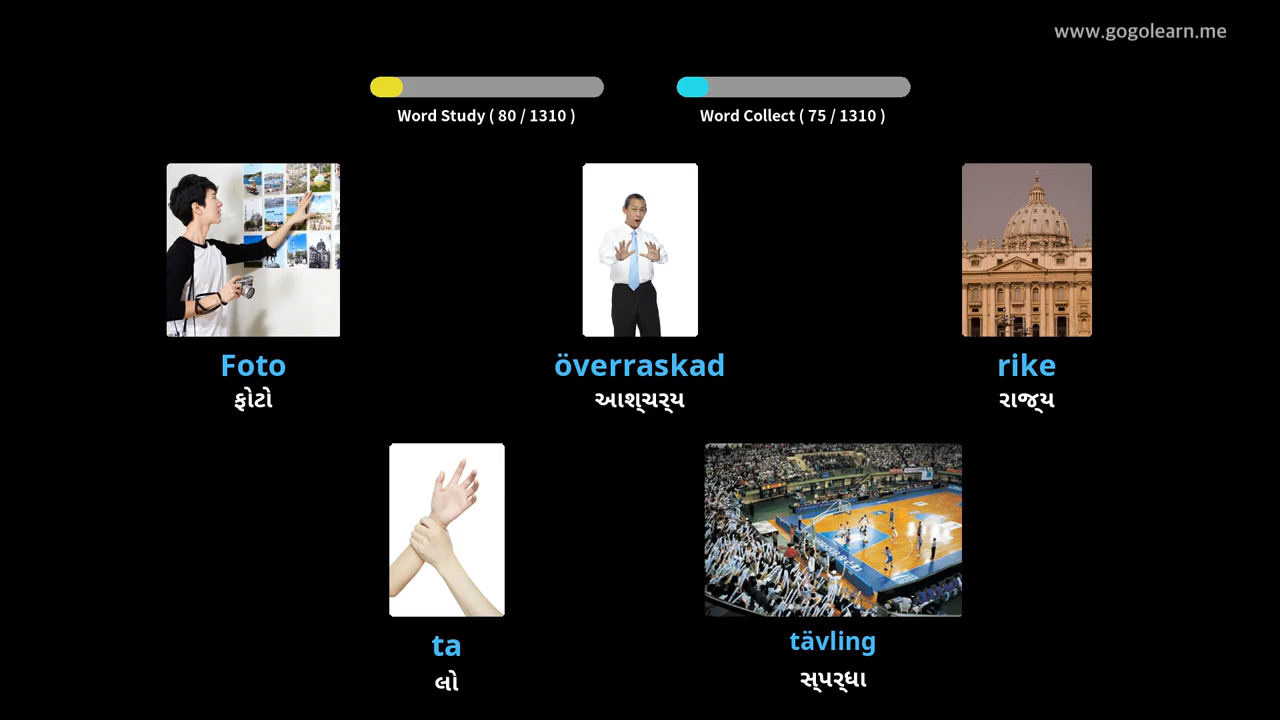 www.gogolearn.me
Word Study ( 80 / 1310 )
Word Collect ( 75 / 1310 )
Foto
ફોટો
överraskad
આશ્ચર્ય
rike
રાજ્ય
ta
લો
tävling
સ્પર્ધા